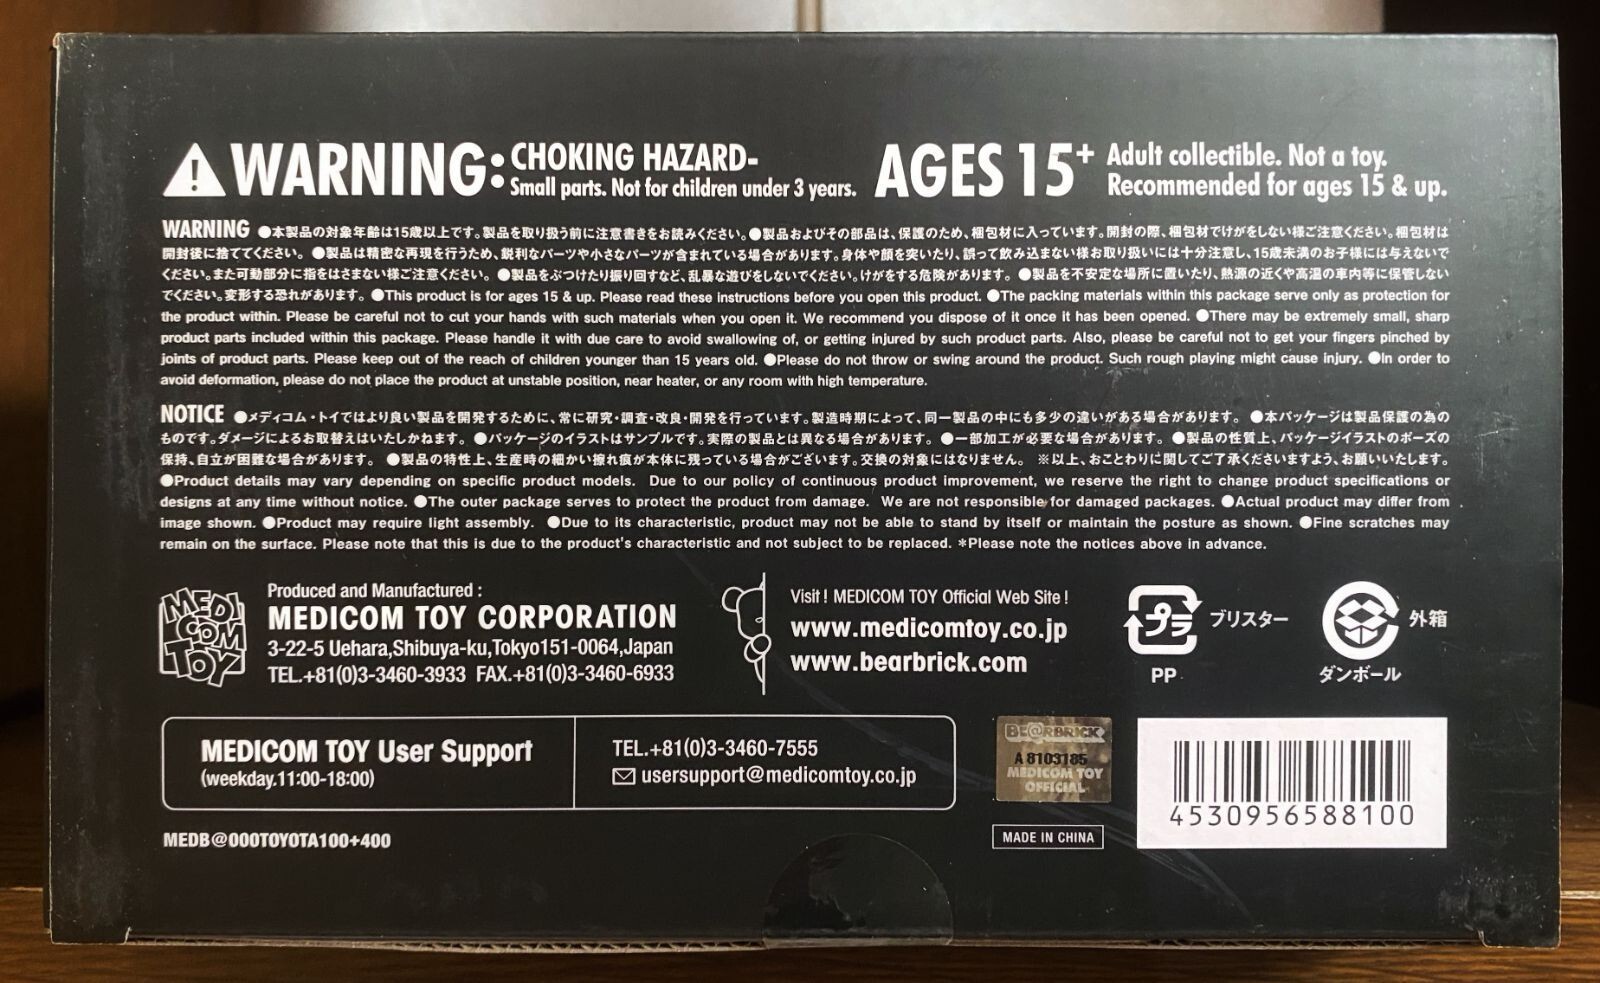 ⚠WARNING: CHOKING HAZARD-
Small parts. Not for children under 3 years.
AGES 15+ Adult collectible. Not a toy.
Recommended for ages 15 & up.
WARNING ●本製品の対象年齢は15歳以上です。製品を取り扱う前に注意書きをお読みください。●製品およびその部品は、保護のため、梱包材に入っています。開封の際、梱包材でけがをしない様ご注意ください。梱包材は
開封後に捨ててください。 ●製品は精密な再現を行うため、鋭利なパーツや小さなパーツが含まれている場合があります。身体や顔を突いたり、誤って飲み込まない様お取り扱いには十分注意し、15歳未満のお子様には与えないで
ください。また可動部分に指をはさまない様ご注意ください。 ●製品をぶつけたり振り回すなど、乱暴な遊びをしないでください。けがをする危険があります。 ●製品を不安定な場所に置いたり、熱源の近くや高温の車内等に保管しない
でください。変形する恐れがあります。 ●This product is for ages 15 & up. Please read these instructions before you open this product. ●The packing materials within this package serve only as protection for
the product within. Please be careful not to cut your hands with such materials when you open it. We recommend you dispose of it once it has been opened. ●There may be extremely small, sharp
product parts included within this package. Please handle it with due care to avoid swallowing of, or getting injured by such product parts. Also, please be careful not to get your fingers pinched by
joints of product parts. Please keep out of the reach of children younger than 15 years old. ●Please do not throw or swing around the product. Such rough playing might cause injury. ●In order to
avoid deformation, please do not place the product at unstable position, near heater, or any room with high temperature.
NOTICE ●メディコム・トイではより良い製品を開発するために、常に研究・調査・改良・開発を行っています。製造時期によって、同一製品の中にも多少の違いがある場合があります。 ●本パッケージは製品保護の為の
ものです。ダメージによるお取替えはいたしかねます。 ●パッケージのイラストはサンプルです。実際の製品とは異なる場合があります。 ●一部加工が必要な場合があります。 ●製品の性質上、パッケージイラストのポーズの
保持、自立が困難な場合があります。 ●製品の特性上、生産時の細かい擦れ痕が本体に残っている場合がございます。交換の対象にはなりません。 ※以上、おことわりに関してご了承くださいますよう、お願いいたします。
●Product details may vary depending on specific product models. Due to our policy of continuous product improvement, we reserve the right to change product specifications or
designs at any time without notice. ●The outer package serves to protect the product from damage. We are not responsible for damaged packages. ●Actual product may differ from
image shown. ●Product may require light assembly. ●Due to its characteristic, product may not be able to stand by itself or maintain the posture as shown. ●Fine scratches may
remain on the surface. Please note that this is due to the product's characteristic and not subject to be replaced. *Please note the notices above in advance.
MEDI COM TOY
Produced and Manufactured :
MEDICOM TOY CORPORATION
3-22-5 Uehara,Shibuya-ku,Tokyo151-0064,Japan
TEL.+81(0)3-3460-3933 FAX.+81(0)3-3460-6933
Visit! MEDICOM TOY Official Web Site!
www.medicomtoy.co.jp
www.bearbrick.com
プラ ブリスター
PP
外箱
ダンボール
MEDICOM TOY User Support
(weekday.11:00-18:00)
TEL.+81(0)3-3460-7555
usersupport@medicomtoy.co.jp
BE@RBRICK
A 8103185
MEDICOM TOY
OFFICIAL
MADE IN CHINA
4530956588100
MEDB@000TOYOTA100+400